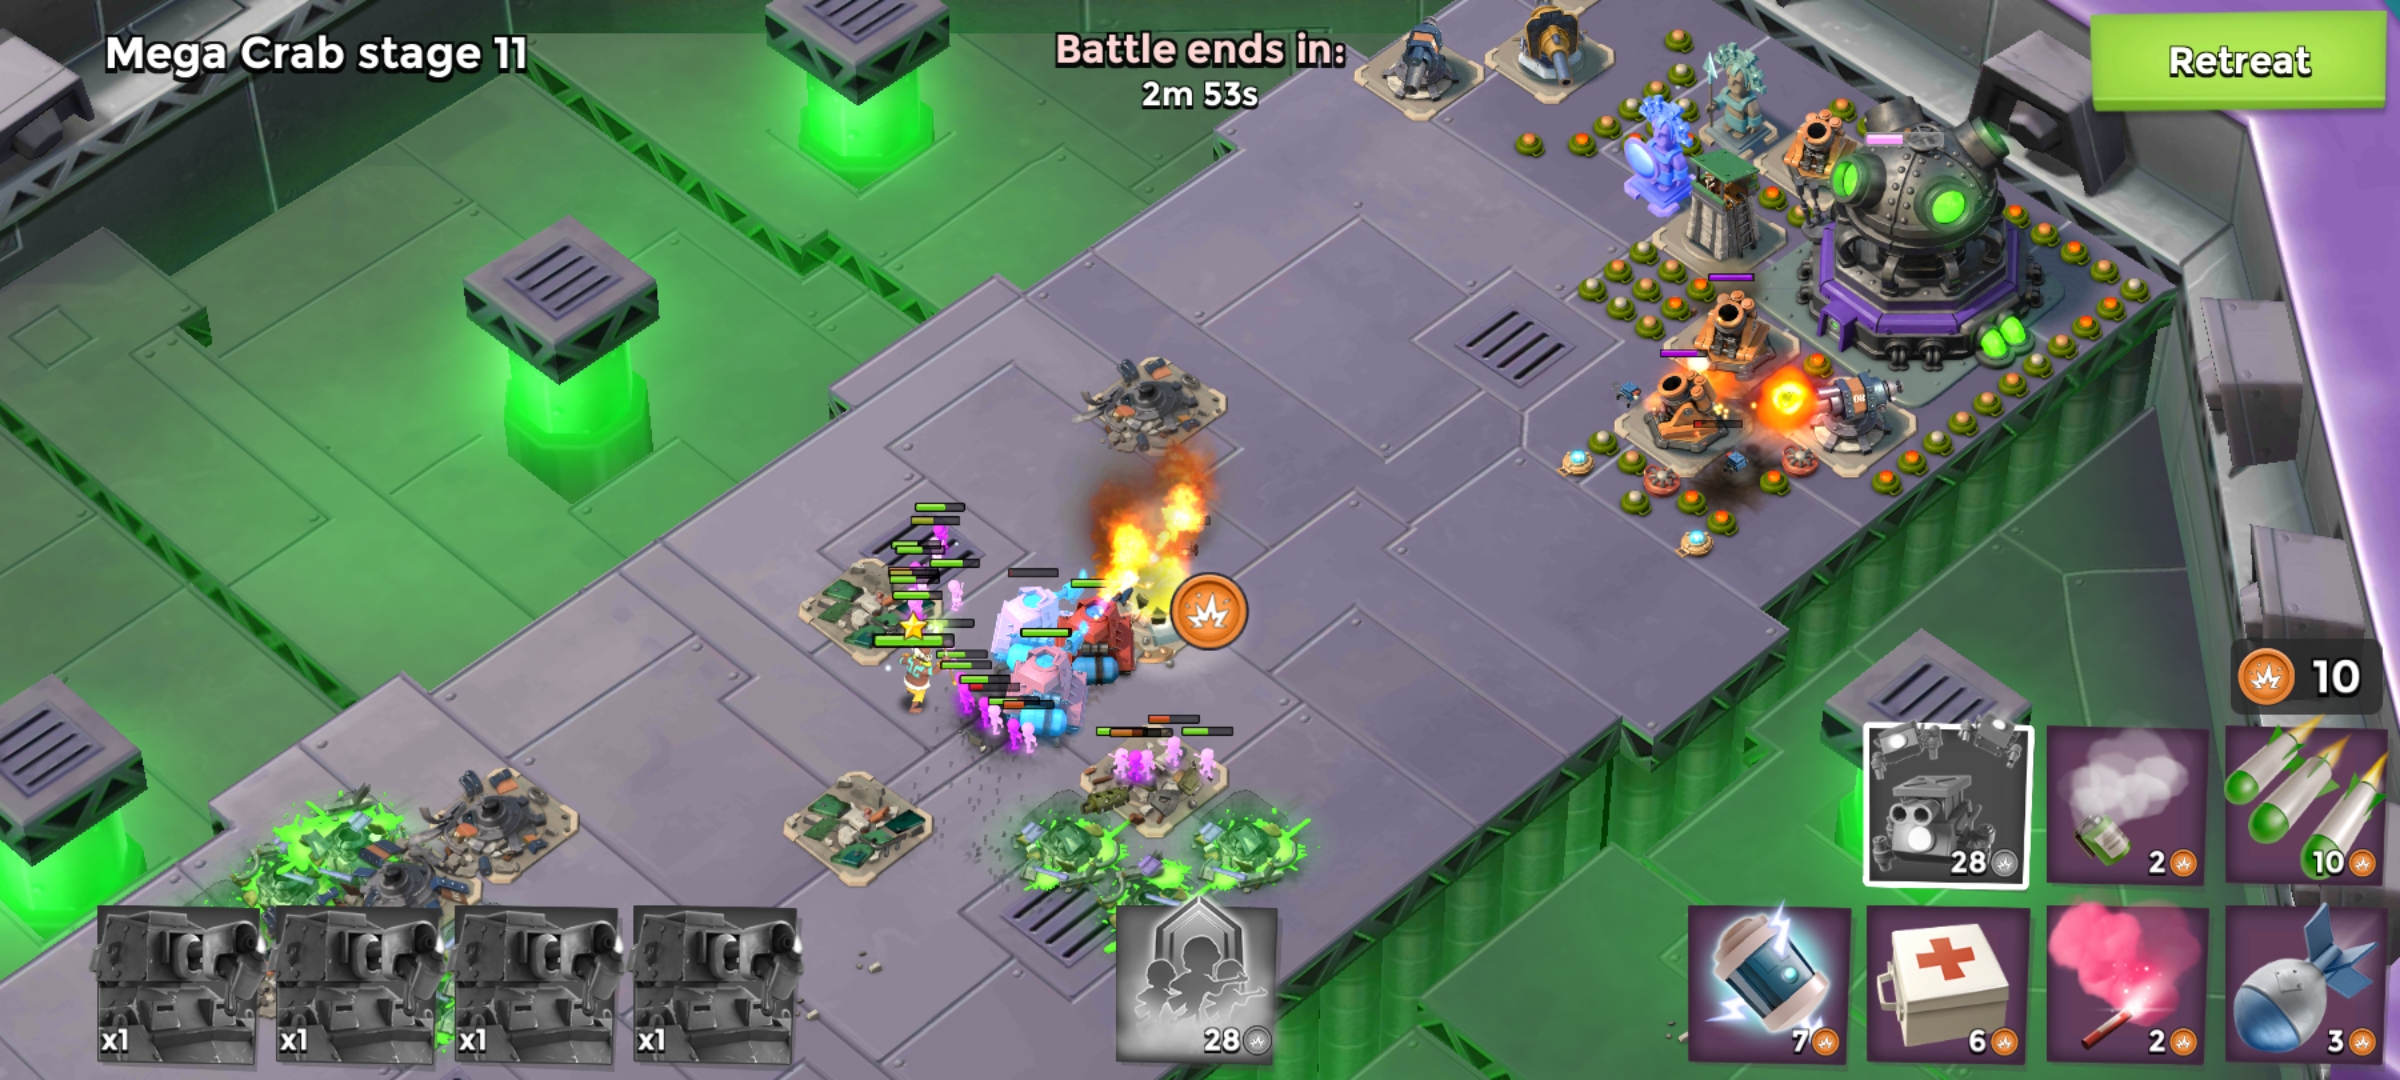 Mega Crab stage 11
Battle ends in:
2m 53s
Retreat
10
28
2
10
x1
x1
x1
x1
28
7
6
2
3